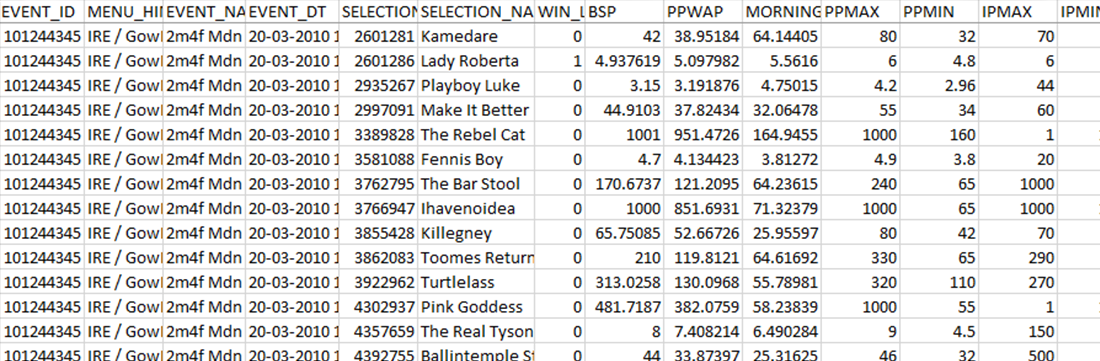 EVENT_ID MENU_HI EVENT_NA EVENT_DT SELECTION SELECTION_NA WIN_L BSP PPWAP MORNING PPMAX PPMIN IPMAX IPMIN
101244345 IRE / Gow 2m4f Mdn 20-03-2010 1 2601281 Kamedare 0 42 38.95184 64.14405 80 32 70
101244345 IRE / Gow 2m4f Mdn 20-03-2010 1 2601286 Lady Roberta 1 4.937619 5.097982 5.5616 6 4.8 6
101244345 IRE / Gow 2m4f Mdn 20-03-2010 1 2935267 Playboy Luke 0 3.15 3.191876 4.75015 4.2 2.96 44
101244345 IRE / Gow 2m4f Mdn 20-03-2010 1 2997091 Make It Better 0 44.9103 37.82434 32.06478 55 34 60
101244345 IRE / Gow 2m4f Mdn 20-03-2010 1 3389828 The Rebel Cat 0 1001 951.4726 164.9455 1000 160 1
101244345 IRE / Gow 2m4f Mdn 20-03-2010 1 3581088 Fennis Boy 0 4.7 4.134423 3.81272 4.9 3.8 20
101244345 IRE / Gow 2m4f Mdn 20-03-2010 1 3762795 The Bar Stool 0 170.6737 121.2095 64.23615 240 65 1000
101244345 IRE / Gow 2m4f Mdn 20-03-2010 1 3766947 Ihavenoidea 0 1000 851.6931 71.32379 1000 65 1000
101244345 IRE / Gow 2m4f Mdn 20-03-2010 1 3855428 Killegney 0 65.75085 52.66726 25.95597 80 42 70
101244345 IRE / Gow 2m4f Mdn 20-03-2010 1 3862083 Toomes Return 0 210 119.8121 64.61692 330 65 290
101244345 IRE / Gow 2m4f Mdn 20-03-2010 1 3922962 Turtlelass 0 313.0258 130.0968 55.78981 320 110 270
101244345 IRE / Gow 2m4f Mdn 20-03-2010 1 4302937 Pink Goddess 0 481.7187 382.0759 58.23839 1000 55 1
101244345 IRE / Gow 2m4f Mdn 20-03-2010 1 4357659 The Real Tyson 0 8 7.408214 6.490284 9 4.5 150
101244345 IRE / Gow 2m4f Mdn 20-03-2010 1 4392755 Ballintemple St 0 44 33.87397 25.31625 46 32 500